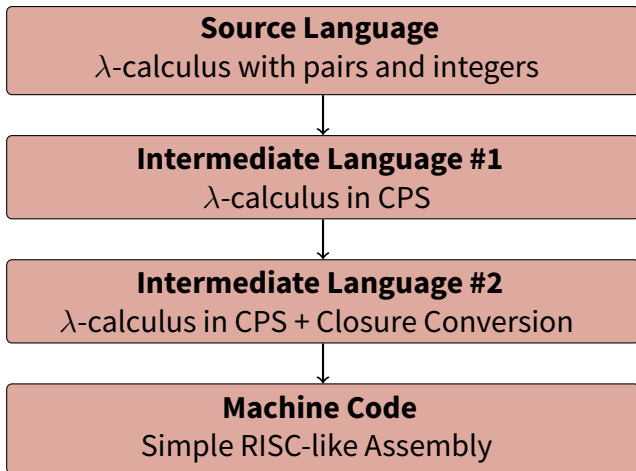 Source Language
λ-calculus with pairs and integers
Intermediate Language #1
λ-calculus in CPS
Intermediate Language #2
λ-calculus in CPS + Closure Conversion
Machine Code
Simple RISC-like Assembly